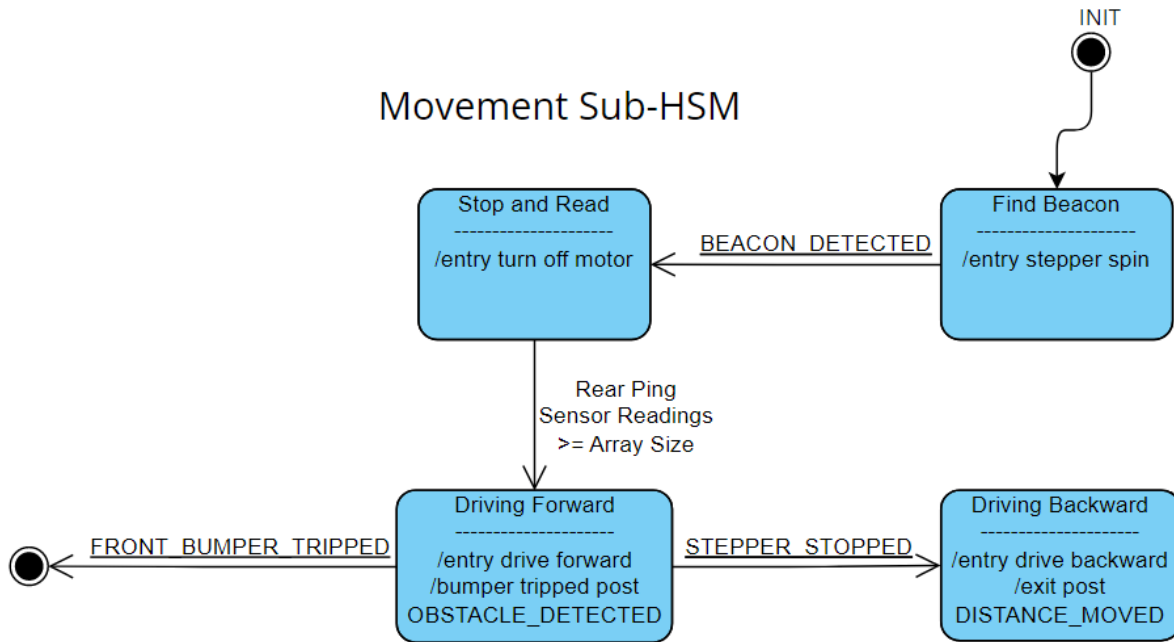 INIT
Movement Sub-HSM
Stop and Read
---------------------
/entry turn off motor
BEACON_DETECTED
Find Beacon
---------------------
/entry stepper spin
Rear Ping
Sensor Readings
>= Array Size
FRONT_BUMPER_TRIPPED
Driving Forward
---------------------
/entry drive forward
/bumper tripped post
OBSTACLE_DETECTED
STEPPER_STOPPED
Driving Backward
---------------------
/entry drive backward
/exit post
DISTANCE_MOVED